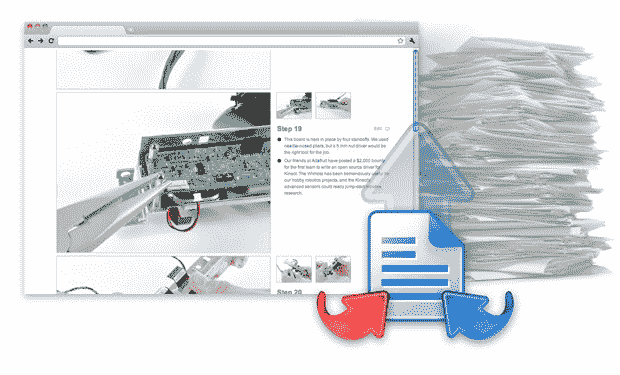 Step 19
Edit
This board is held in place by four standoffs. We used
needle-nosed pliers, but a 5 mm nut driver would be
the right tool for the job.
Our friends at Adafruit have posted a $2,000 bounty
for the first team to write an open source driver for
Kinect. The Wiimote has been tremendously useful to
our hobby robotics projects, and the Kinect's
advanced sensors could really jump-start robotics
research.
Step 20